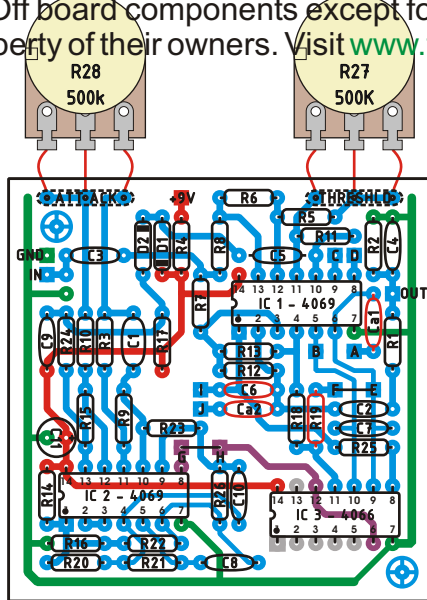 Off board components except fo
perty of their owners. Visit www.
R28
500k
R27
500K
ATTACK
+9V
R6
THRESHLD
R5
R11
D2
D1
R4
R8
R2
C4
GND
C3
C5
C
D
IN
R7
14 13 12 11 10 9 8
IC 1 - 4069
OUT
1 2 3 4 5 6 7
Ca1
C9
R24
R10
R3
C1
R17
R13
B
A
R1
R12
I
C6
F
E
J
Ca2
R15
R9
R18
R19
C2
R23
C7
G
H
R25
R14
14 13 12 11 10 9 8
IC 2 - 4069
1 2 3 4 5 6 7
R26
C10
14 13 12 11 10 9 8
IC 3 - 4066
1 2 3 4 5 6 7
R16
R22
R20
R21
C8